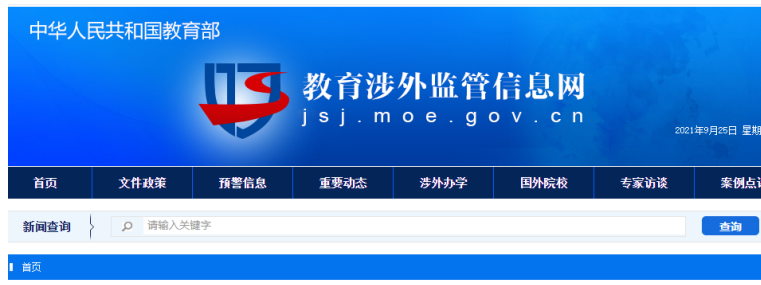 中华人民共和国教育部
教育涉外监管信息网
jsj.moe.gov.cn
2021年9月25日 星期
首页 文件政策 预警信息 重要动态 涉外办学 国外院校 专家访谈 案例点
新闻查询 请输入关键字 查询
首页